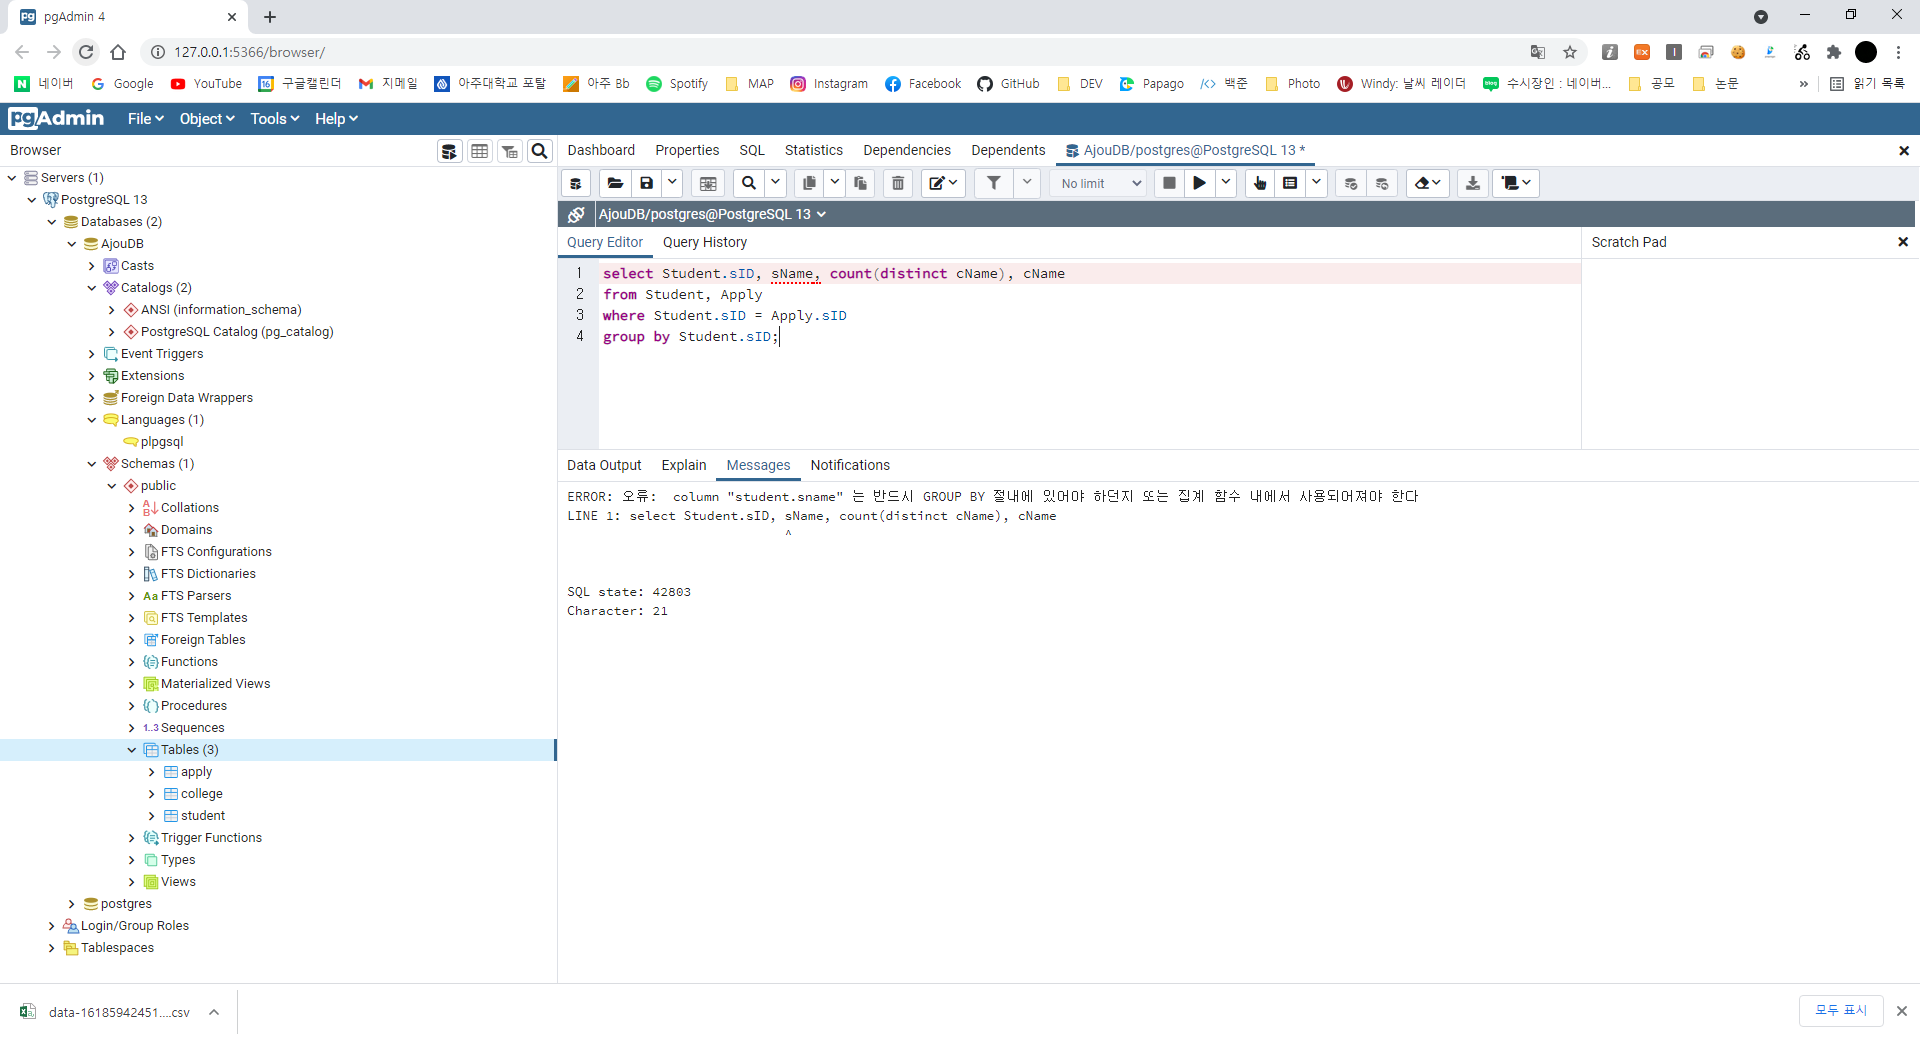 pgAdmin 4
127.0.0.1:5366/browser/
네이버 Google YouTube 구글캘린더 지메일 아주대학교 포탈 아주 Bb Spotify MAP Instagram Facebook GitHub DEV Papago 백준 Photo Windy: 날씨 레이더 수시장인 : 네이버... 공모 논문 » 읽기 목록
pgAdmin File Object Tools Help
Browser
Dashboard Properties SQL Statistics Dependencies Dependents AjouDB/postgres@PostgreSQL 13 *
No limit
AjouDB/postgres@PostgreSQL 13
Query Editor Query History
Scratch Pad
1 select Student.sID, sName, count(distinct cName), cName
2 from Student, Apply
3 where Student.sID = Apply.sID
4 group by Student.sID;
Data Output Explain Messages Notifications
ERROR: 오류:  column "student.sname" 는 반드시 GROUP BY 절내에 있어야 하던지 또는 집계 함수 내에서 사용되어져야 한다
LINE 1: select Student.sID, sName, count(distinct cName), cName
^
SQL state: 42803
Character: 21
Servers (1)
PostgreSQL 13
Databases (2)
AjouDB
Casts
Catalogs (2)
ANSI (information_schema)
PostgreSQL Catalog (pg_catalog)
Event Triggers
Extensions
Foreign Data Wrappers
Languages (1)
plpgsql
Schemas (1)
public
Collations
Domains
FTS Configurations
FTS Dictionaries
FTS Parsers
FTS Templates
Foreign Tables
Functions
Materialized Views
Procedures
1..3 Sequences
Tables (3)
apply
college
student
Trigger Functions
Types
Views
postgres
Login/Group Roles
Tablespaces
data-16185942451....csv
모두 표시